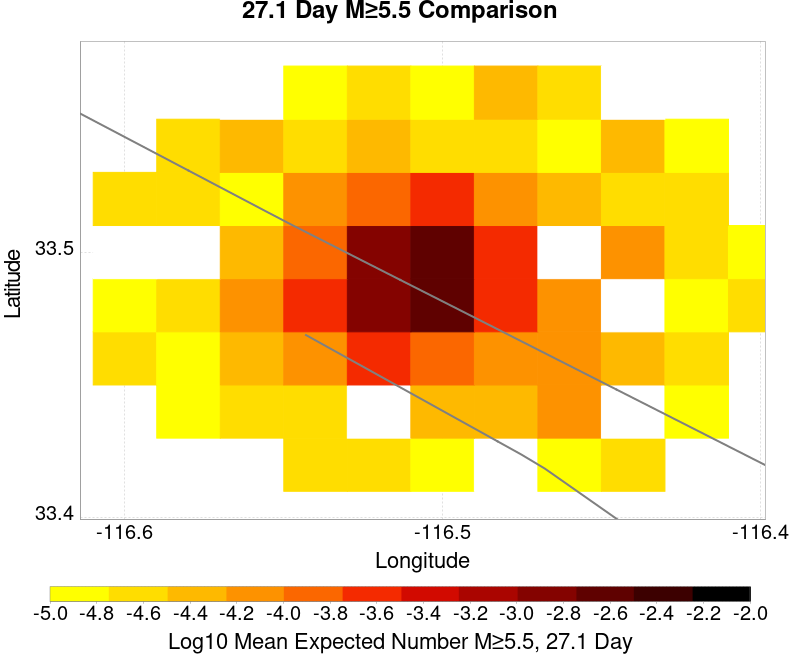 27.1 Day M≥5.5 Comparison
Latitude
33.5
33.4
-116.6 -116.5 -116.4
Longitude
-5.0 -4.8 -4.6 -4.4 -4.2 -4.0 -3.8 -3.6 -3.4 -3.2 -3.0 -2.8 -2.6 -2.4 -2.2 -2.0
Log10 Mean Expected Number M≥5.5, 27.1 Day